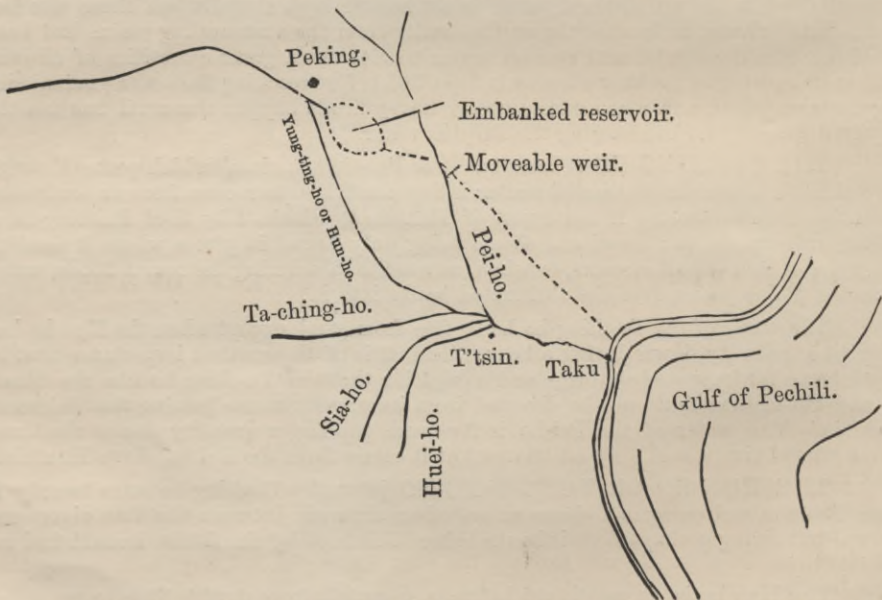 Peking.
Embanked reservoir.
Moveable weir.
Yung-ting-ho or Hun-ho.
Pei-ho.
Ta-ching-ho.
T'tsin.
Taku
Gulf of Pechili.
Sia-ho.
Huei-ho.